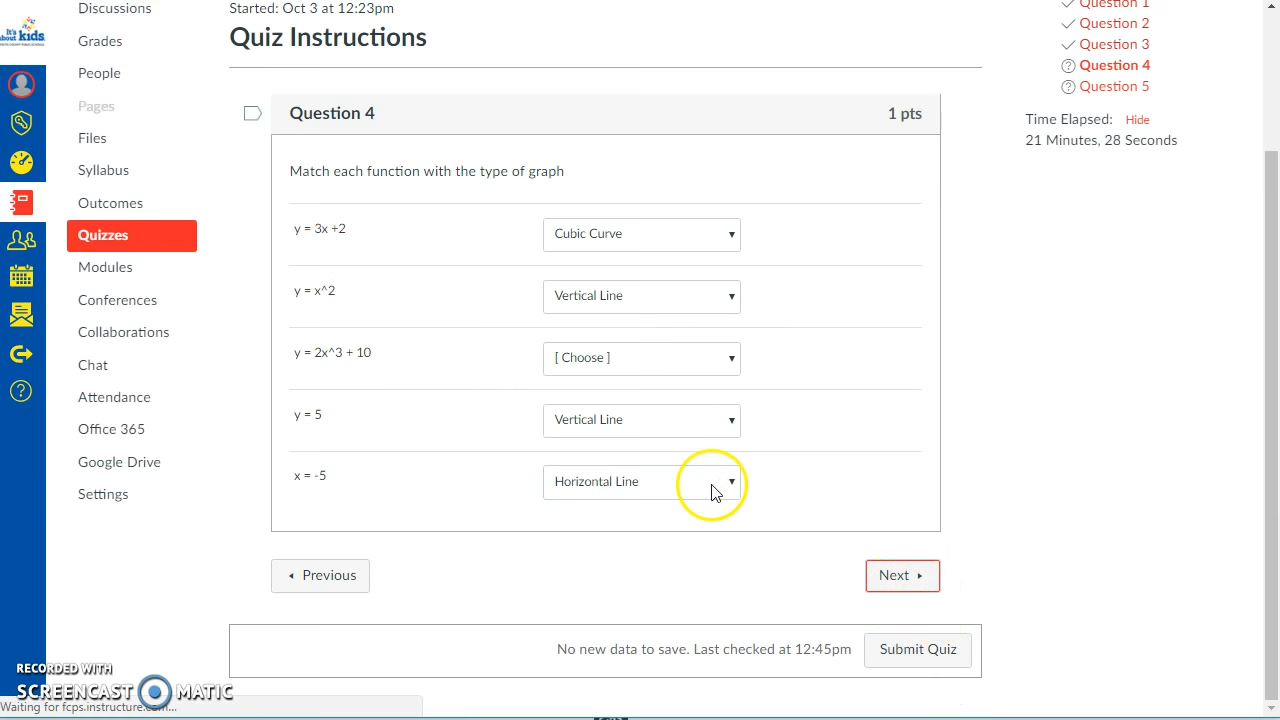 Discussions
Grades
People
Pages
Files
Syllabus
Outcomes
Quizzes
Modules
Conferences
Collaborations
Chat
Attendance
Office 365
Google Drive
Settings
It's
about kids
Started: Oct 3 at 12:23pm
Quiz Instructions
Question 4
1 pts
Match each function with the type of graph
y = 3x +2
Cubic Curve
y = x^2
Vertical Line
y = 2x^3 + 10
[ Choose ]
y = 5
Vertical Line
x = -5
Horizontal Line
Previous
Next
No new data to save. Last checked at 12:45pm
Submit Quiz
Question 1
Question 2
Question 3
Question 4
Question 5
Time Elapsed: Hide
21 Minutes, 28 Seconds
RECORDED WITH
SCREENCAST MATIC
Waiting for fcps.instructure.com...